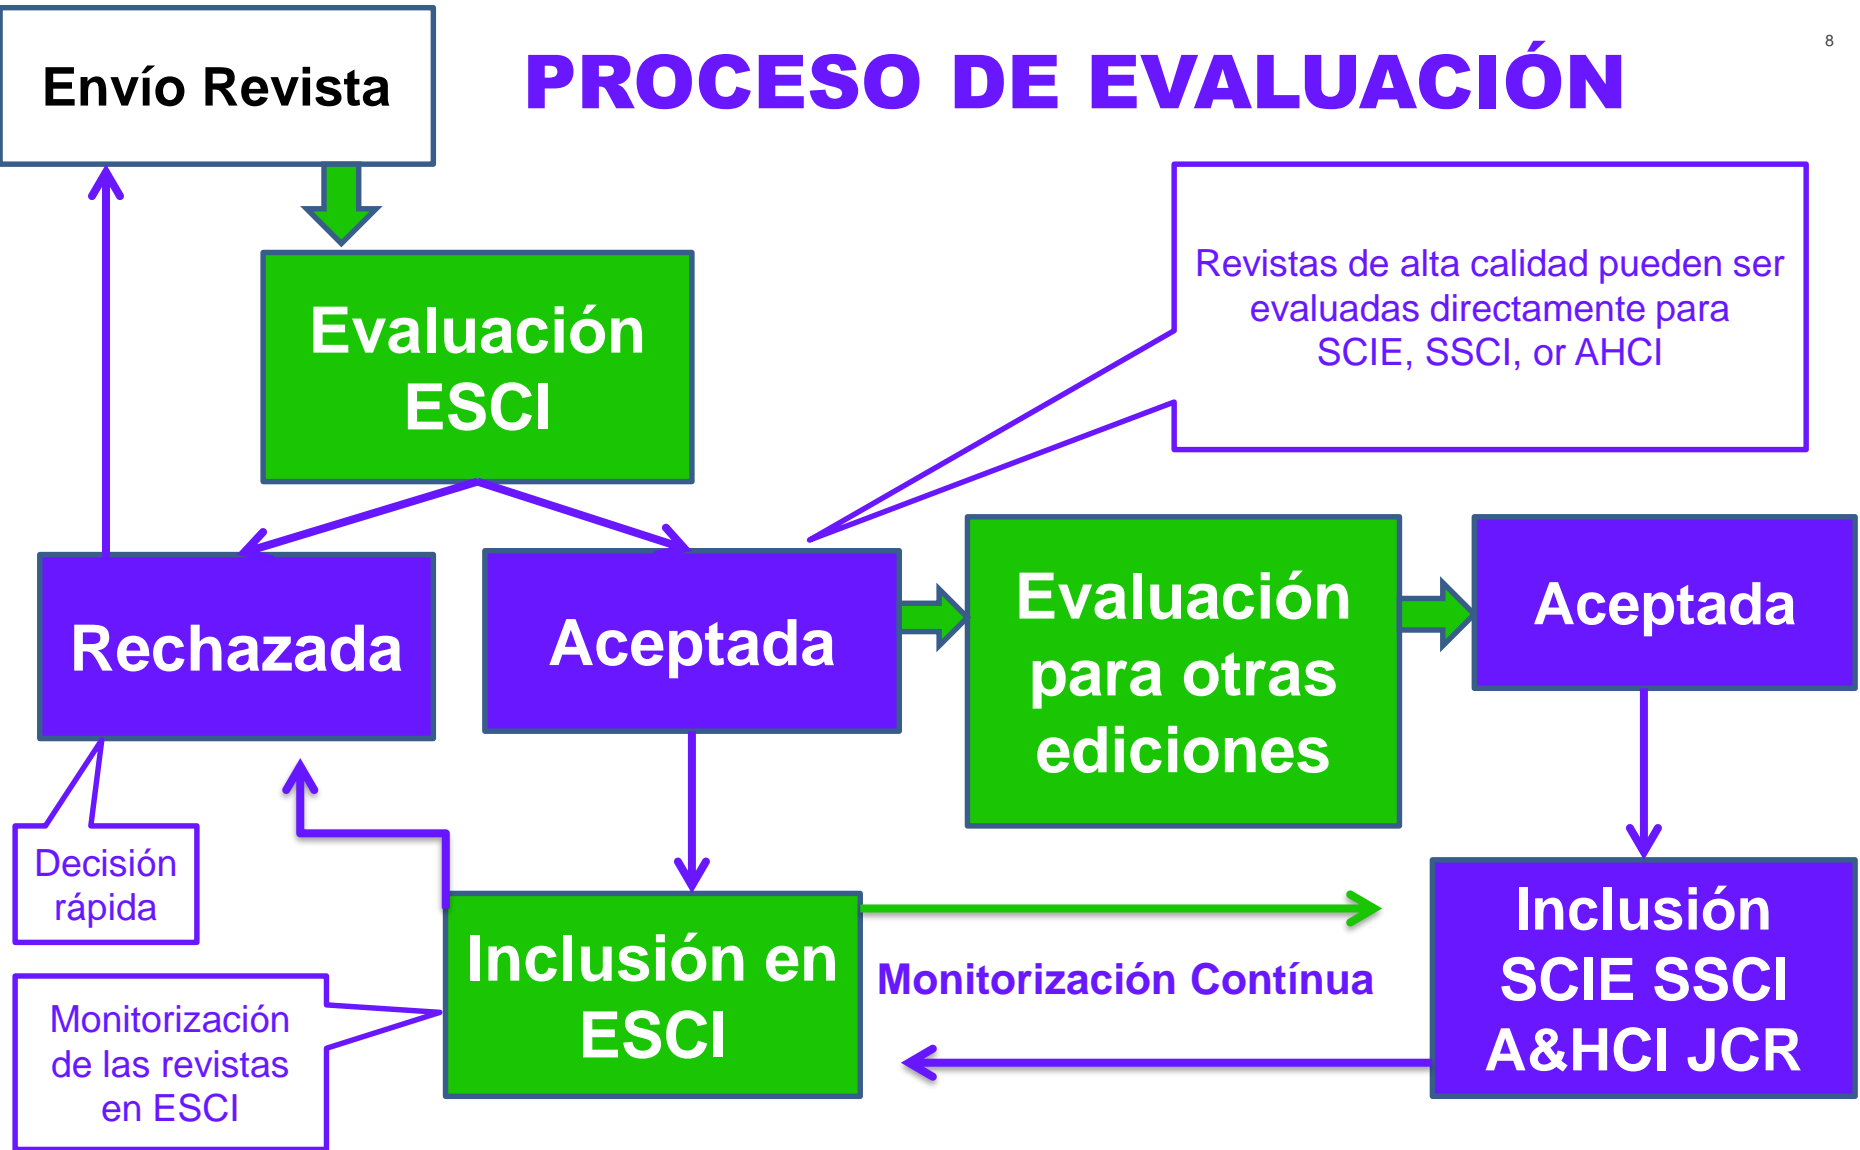 8
PROCESO DE EVALUACIÓN
Envío Revista
Evaluación
ESCI
Revistas de alta calidad pueden ser
evaluadas directamente para
SCIE, SSCI, or AHCI
Rechazada
Aceptada
Evaluación
para otras
ediciones
Aceptada
Decisión
rápida
Monitorización
de las revistas
en ESCI
Inclusión en
ESCI
Monitorización Contínua
Inclusión
SCIE SSCI
A&HCI JCR